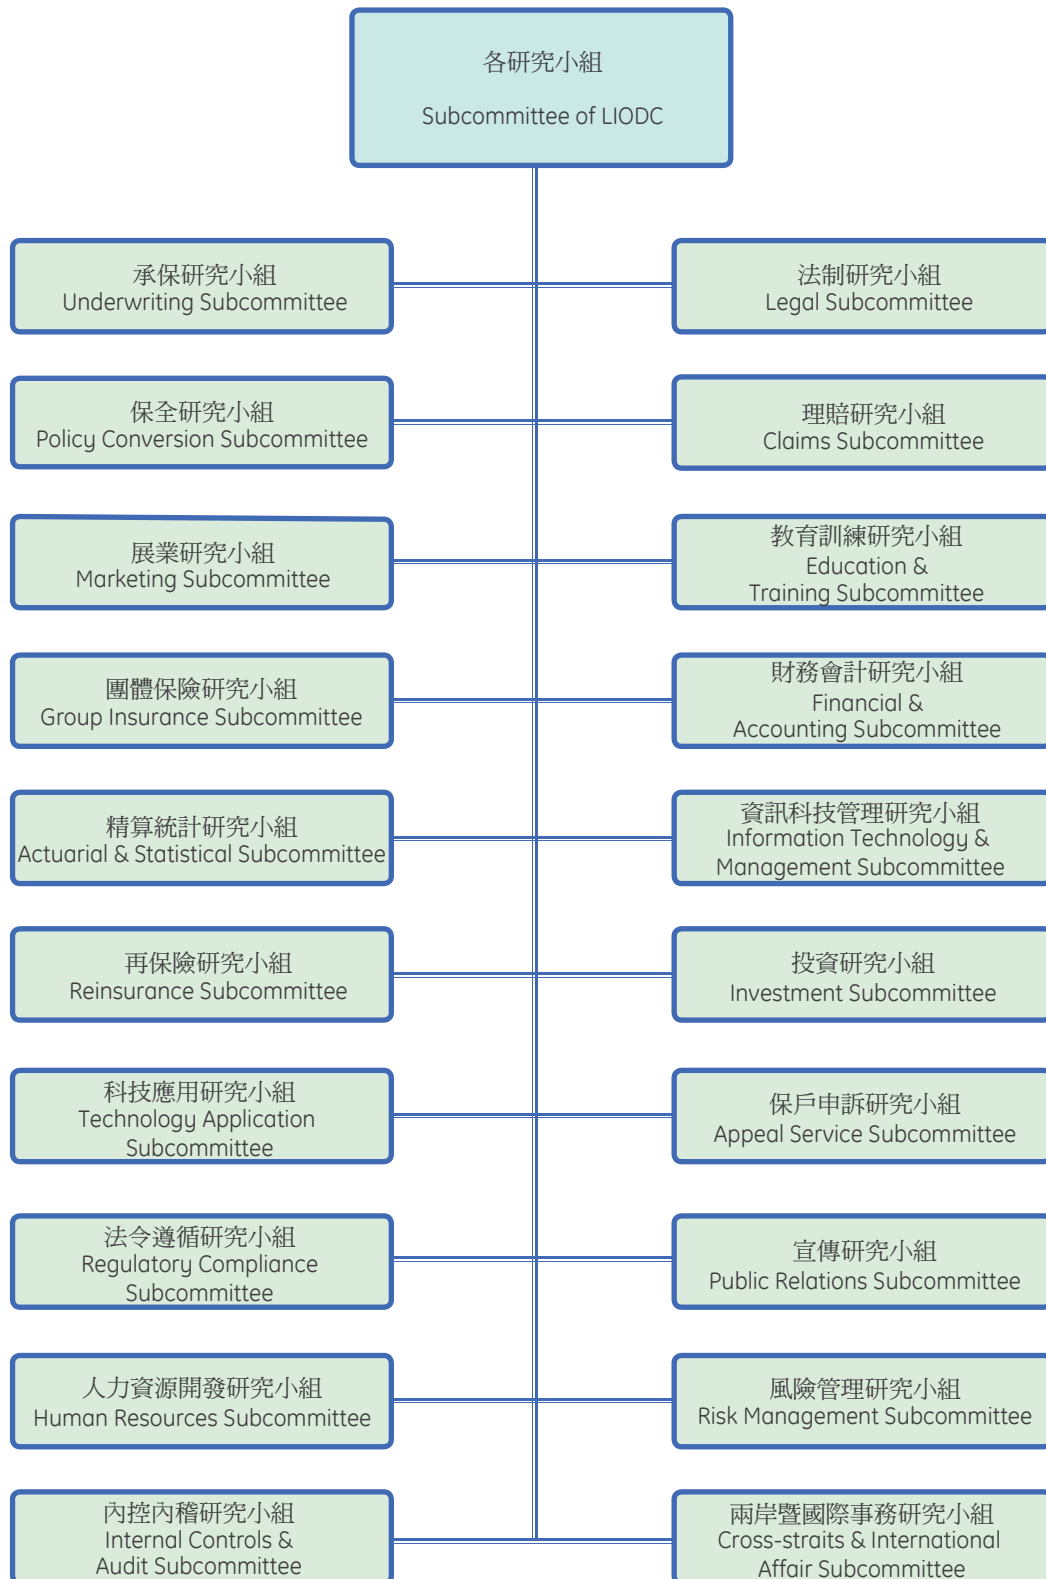 各研究小組
Subcommittee of LIODC
承保研究小組
Underwriting Subcommittee
法制研究小組
Legal Subcommittee
保全研究小組
Policy Conversion Subcommittee
理賠研究小組
Claims Subcommittee
展業研究小組
Marketing Subcommittee
教育訓練研究小組
Education &
Training Subcommittee
團體保險研究小組
Group Insurance Subcommittee
財務會計研究小組
Financial &
Accounting Subcommittee
精算統計研究小組
Actuarial & Statistical Subcommittee
資訊科技管理研究小組
Information Technology &
Management Subcommittee
再保險研究小組
Reinsurance Subcommittee
投資研究小組
Investment Subcommittee
科技應用研究小組
Technology Application
Subcommittee
保戶申訴研究小組
Appeal Service Subcommittee
法令遵循研究小組
Regulatory Compliance
Subcommittee
宣傳研究小組
Public Relations Subcommittee
人力資源開發研究小組
Human Resources Subcommittee
風險管理研究小組
Risk Management Subcommittee
內控內稽研究小組
Internal Controls &
Audit Subcommittee
兩岸暨國際事務研究小組
Cross-straits & International
Affair Subcommittee